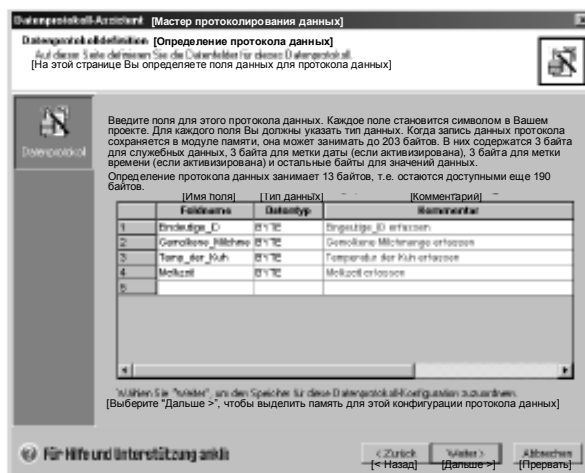 Datenprotokoll-Assistent [Мастер протоколирования данных]
Datenprotokolldefinition [Определение протокола данных]
Auf dieser Seite definieren Sie die Datenfelder für dieses Datenprotokoll.
[На этой странице Вы определяете поля данных для протокола данных]
Datenprotokol
Введите поля для этого протокола данных. Каждое поле становится символом в Вашем
проекте. Для каждого поля Вы должны указать тип данных. Когда запись данных протокола
сохраняется в модуле памяти, она может занимать до 203 байтов. В них содержатся 3 байта
для служебных данных, 3 байта для метки даты (если активизирована), 3 байта для метки
времени (если активизирована) и остальные байты для значений данных.
Определение протокола данных занимает 13 байтов, т.е. остаются доступными еще 190
байтов.
[Имя поля] [Тип данных] [Комментарий]
Feldname Datentyp Kommentar
1 Eindeutige_ID BYTE Eingeutige_ID erfassen
2 Gemolkene_Milchme BYTE Gemolkene Milchmenge erfassen
3 Temp_der_Kuh BYTE Temperatur der Kuh erfassen
4 Melkzeit BYTE Melkzeit erfassen
5
Wählen Sie "Weiter", um den Speicher für diese Datenprotokoll-Konfiguration zuzuordnen.
[Выберите "Дальше >", чтобы выделить память для этой конфигурации протокола данных]
Für Hilfe und Unterstützung ankli
< Zurück Weiter > Abbrechen
[< Назад] [Дальше >] [Прервать]